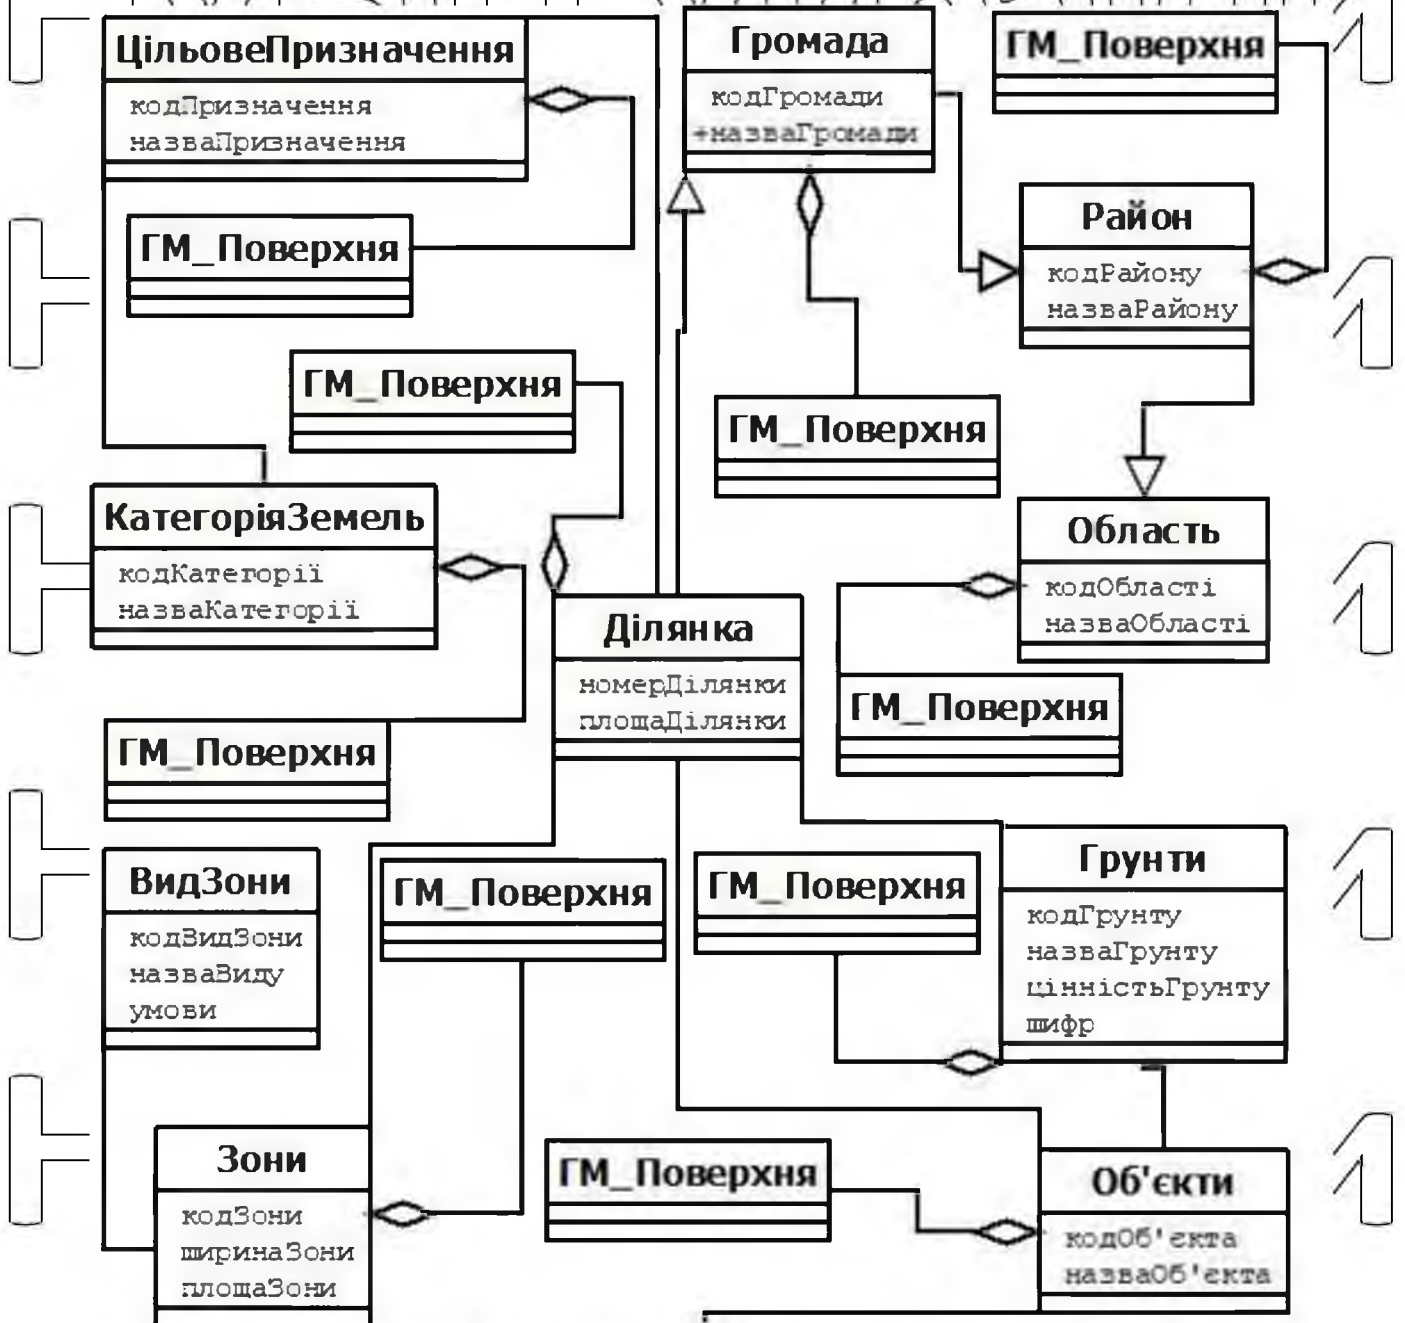 ЦільовеПризначення
кодПризначення
назваПризначення
Громада
кодГромади
+назваГромади
ГМ_Поверхня
ГМ_Поверхня
Район
кодРайону
назваРайону
ГМ_Поверхня
ГМ_Поверхня
КатегоріяЗемель
кодКатегорії
назваКатегорії
Область
кодОбласті
назваОбласті
Ділянка
номерДілянки
площаДілянки
ГМ_Поверхня
ГМ_Поверхня
ВидЗони
кодВидЗони
назваВиду
умови
ГМ_Поверхня
ГМ_Поверхня
Грунти
кодГрунту
назваГрунту
цінністьГрунту
шифр
Зони
кодЗони
ширинаЗони
площаЗони
ГМ_Поверхня
Об'єкти
кодОб'єкта
назваОб'єкта